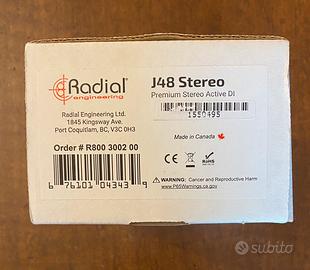 Radial
engineering
J48 Stereo
Premium Stereo Active DI
1550495
Radial Engineering Ltd.
1845 Kingsway Ave.
Port Coquitlam, BC, V3C 0H3
Made in Canada
Order # R800 3002 00
CE
RoHS
WARNING: Cancer and Reproductive Harm
www.P65Warnings.ca.gov
6 76101 04343 9
subito